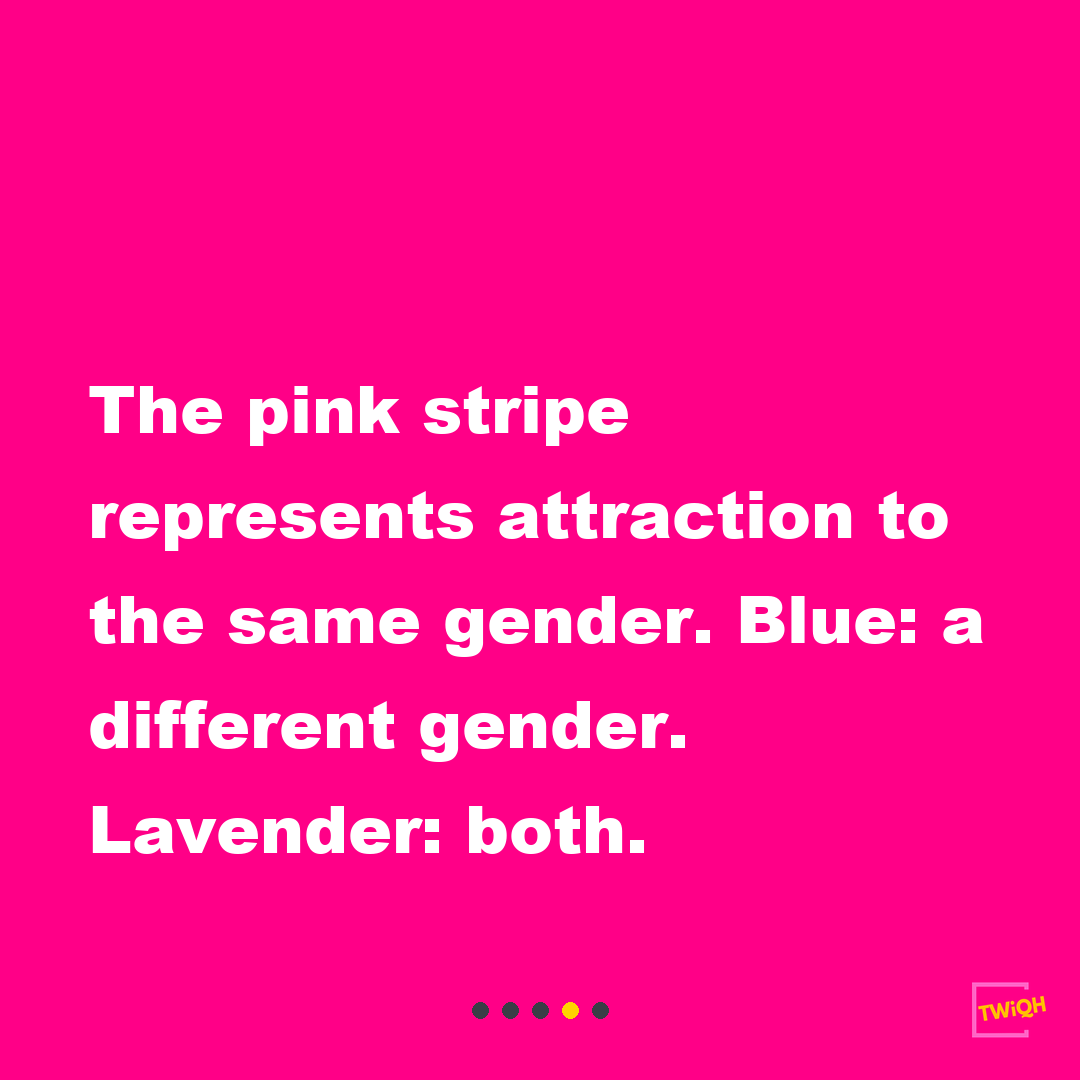 The pink stripe
represents attraction to
the same gender. Blue: a
different gender.
Lavender: both.
TWiQH